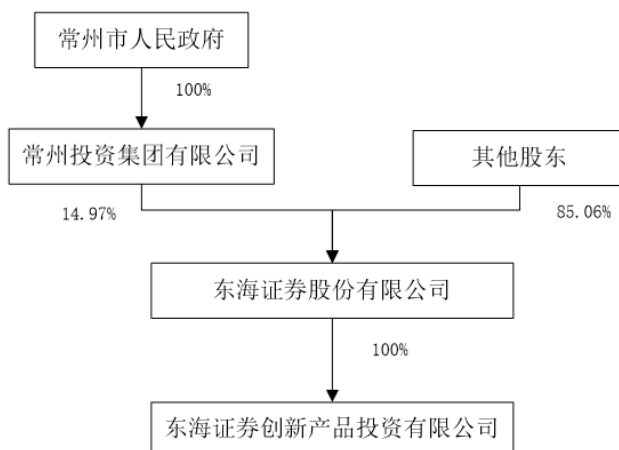 常州市人民政府
100%
常州投资集团有限公司
其他股东
14.97%
85.06%
东海证券股份有限公司
100%
东海证券创新产品投资有限公司